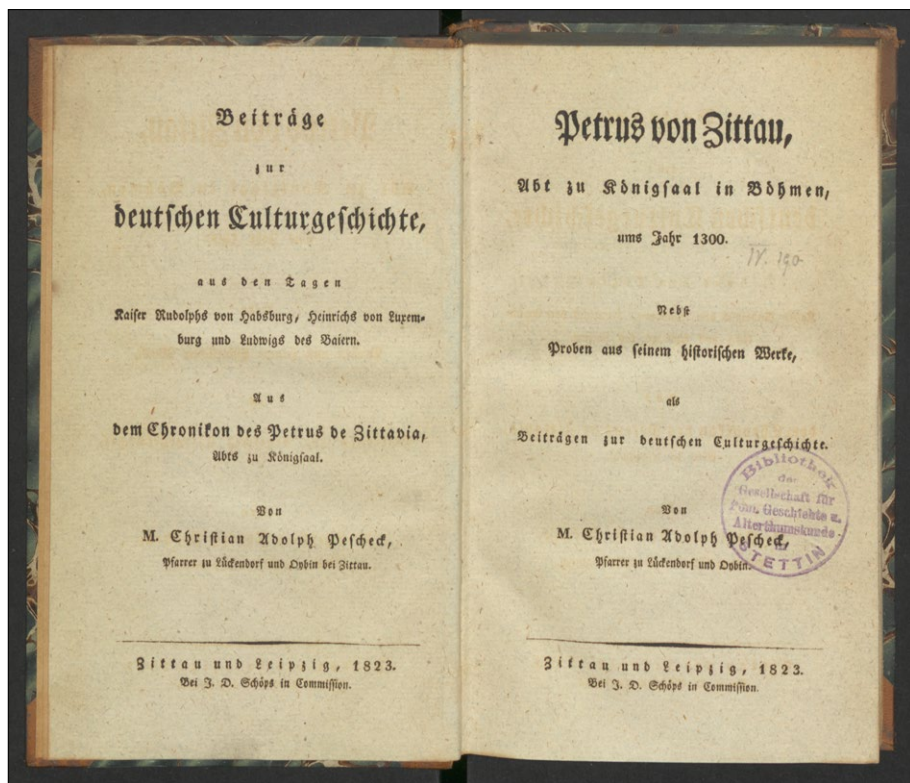 Beiträge
zur
deutschen Culturgeschichte,
aus den Tagen
Kaiser Rudolphs von Habsburg, Heinrichs von Luxem-
burg und Ludwigs des Baiern.
Aus
dem Chronikon des Petrus de Zittavia,
Abts zu Königsaal.
Von
M. Christian Adolph Pescheck,
Pfarrer zu Lückendorf und Oybin bei Zittau.
Zittau und Leipzig, 1823.
Bei J. D. Schöps in Commission.
Petrus von Zittau,
Abt zu Königsaal in Böhmen,
ums Jahr 1300.
IV. 190
Nebst
Proben aus seinem historischen Werke,
als
Beiträgen zur deutschen Culturgeschichte.
Von
M. Christian Adolph Pescheck,
Pfarrer zu Lückendorf und Oybin.
Zittau und Leipzig, 1823.
Bei J. D. Schöps in Commission.
Bibliothek
der
Gesellschaft für
Pom. Geschichte u.
Alterthumskunde
STETTIN